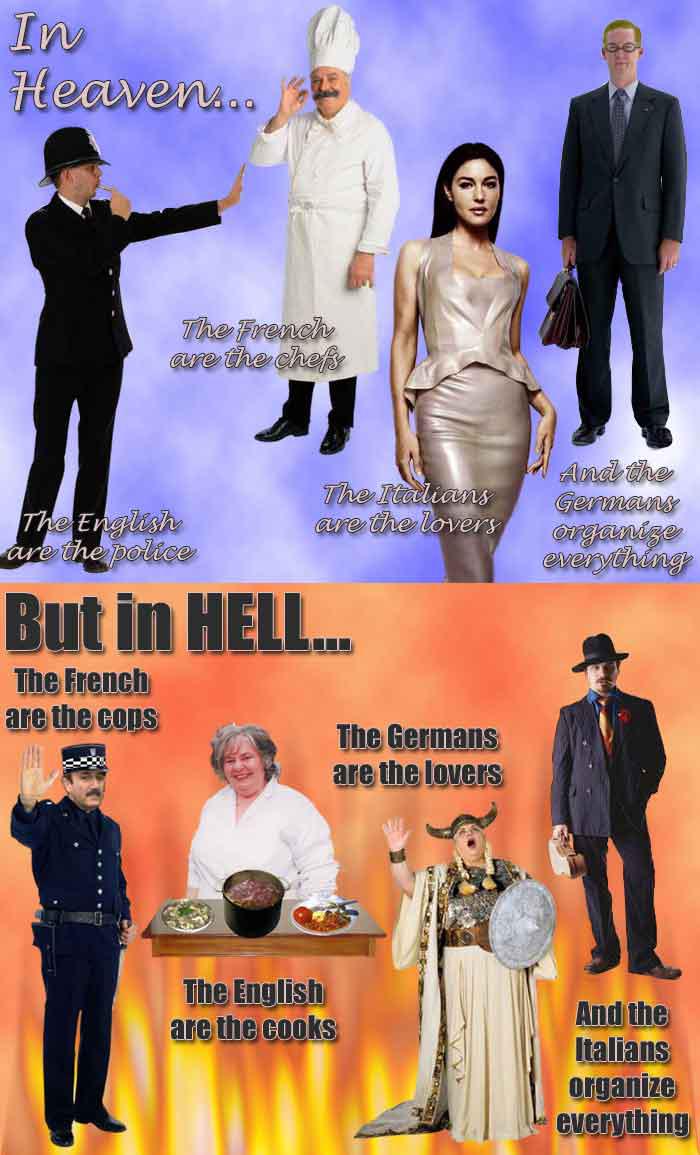 In
Heaven...
The French
are the chefs
The Italians
are the lovers
And the
Germans
organize
everything
The English
are the police
But in HELL...
The French
are the cops
The Germans
are the lovers
The English
are the cooks
And the
Italians
organize
everything